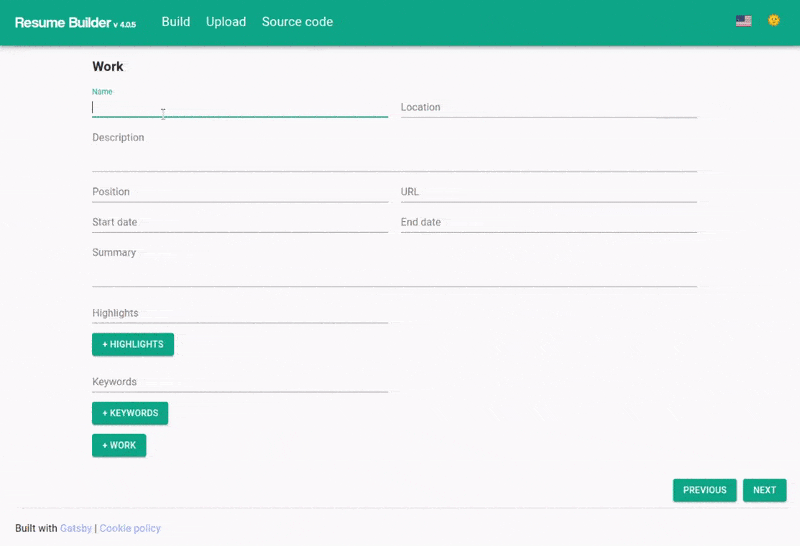 Resume Builder v 4.0.5 Build Upload Source code
Work
Name
Location
Description
Position URL
Start date End date
Summary
Highlights
+ HIGHLIGHTS
Keywords
+ KEYWORDS
+ WORK
PREVIOUS NEXT
Built with Gatsby | Cookie policy